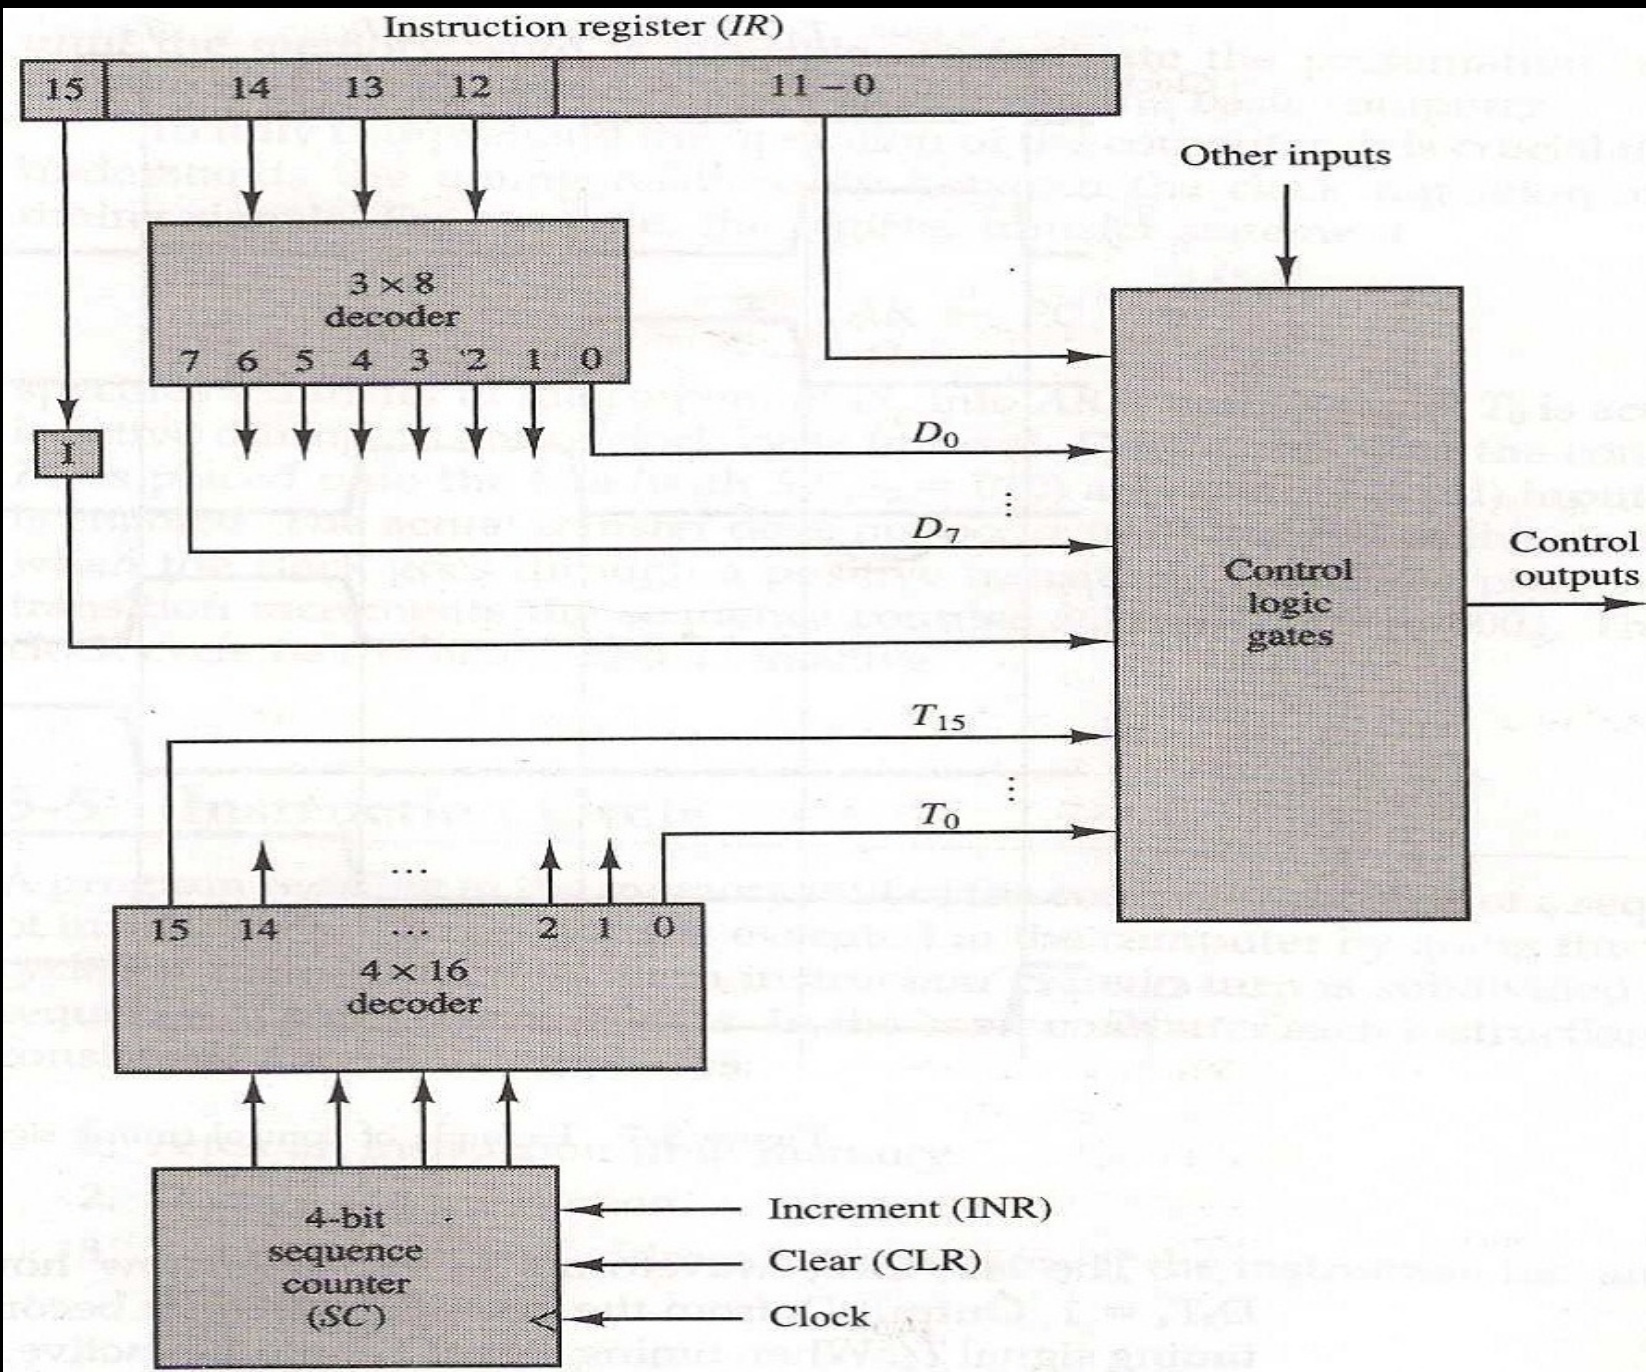 Instruction register (IR)
15 14 13 12 11 – 0
Other inputs
3 × 8
decoder
7 6 5 4 3 2 1 0
I
D0
⋮
D7
Control
logic
gates
Control
outputs
T15
⋮
T0
...
15 14 ... 2 1 0
4 × 16
decoder
4-bit
sequence
counter
(SC)
Increment (INR)
Clear (CLR)
Clock